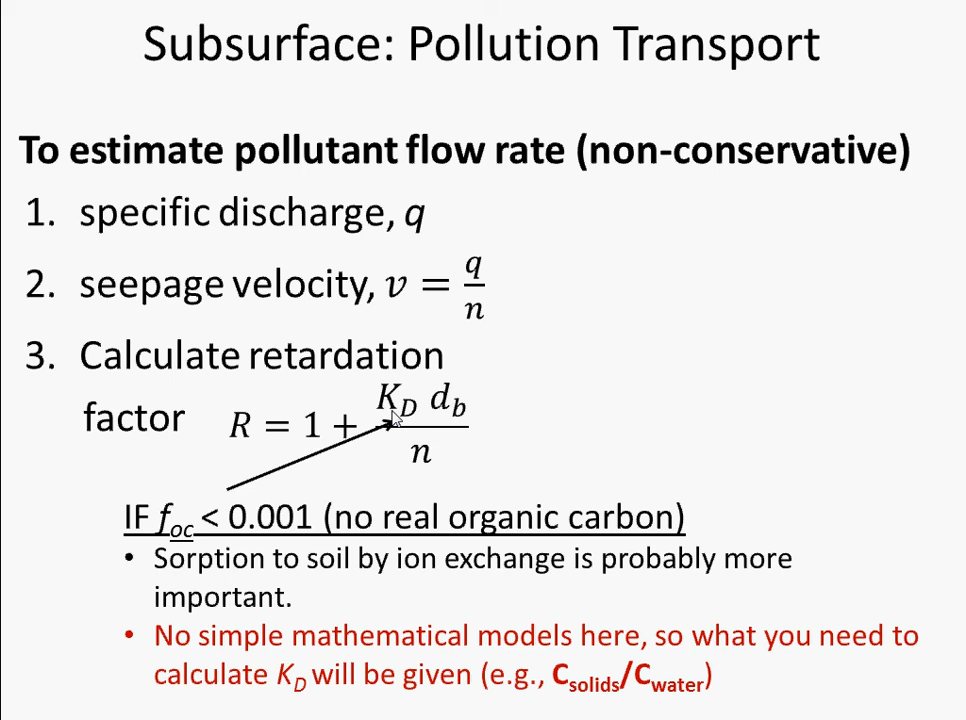 Subsurface: Pollution Transport
To estimate pollutant flow rate (non-conservative)
1. specific discharge, q
2. seepage velocity, v = q/n
3. Calculate retardation
factor R = 1 + K_D d_b / n
IF f_oc < 0.001 (no real organic carbon)
• Sorption to soil by ion exchange is probably more
important.
• No simple mathematical models here, so what you need to
calculate K_D will be given (e.g., C_solids/C_water)